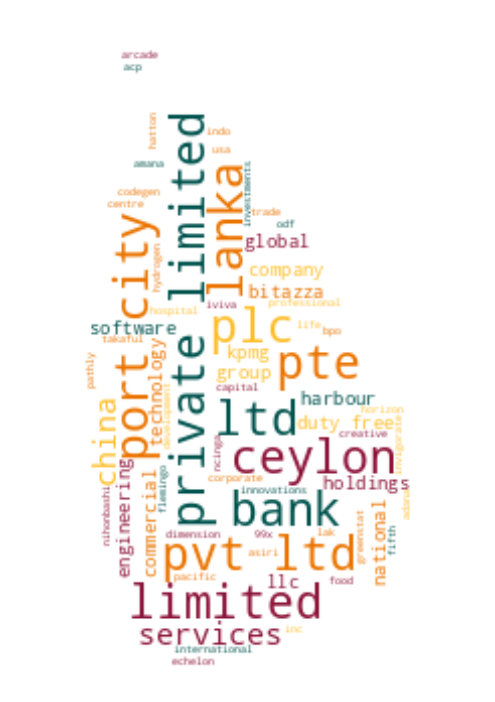 arcade
acp
hatton
private limited
indo
usa
amana
lanka
investments
codegen
centre
port city
trade
odf
global
hydrogen
company
bitazza
professional
iviva
hospital
plc
software
life
bpo
takaful
technology
kpmg
pte
pathly
group
development
capital
harbour
china
ltd
duty free
horizon
invigorate
creative
ncinga
ceylon
engineering
commercial
flemingo
corporate
holdings
nihonbashi
innovations
bank
national
fifth
greenstat
dimension
99x
lak
pvt ltd
asiri
pacific
llc
food
limited
services
inc
international
echelon